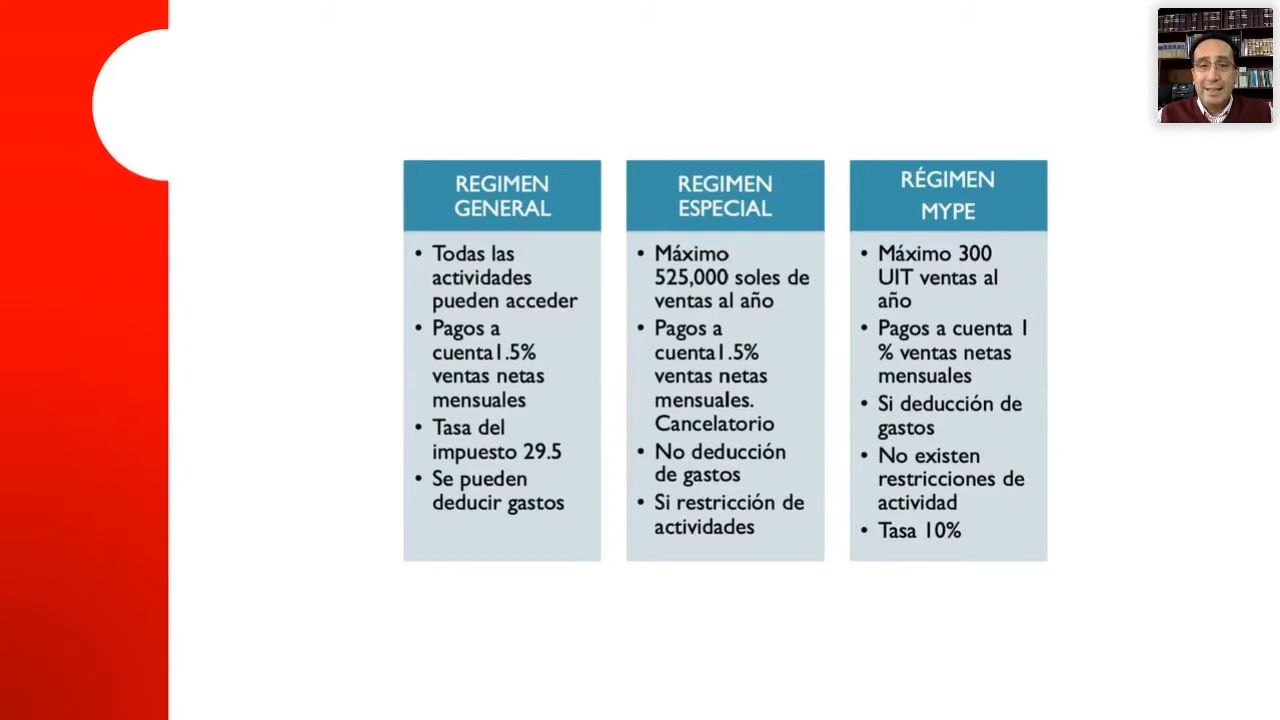 REGIMEN
GENERAL
• Todas las
actividades
pueden acceder
• Pagos a
cuenta1.5%
ventas netas
mensuales
• Tasa del
impuesto 29.5
• Se pueden
deducir gastos
REGIMEN
ESPECIAL
• Máximo
525,000 soles de
ventas al año
• Pagos a
cuenta1.5%
ventas netas
mensuales.
Cancelatorio
• No deducción
de gastos
• Si restricción de
actividades
RÉGIMEN
MYPE
• Máximo 300
UIT ventas al
año
• Pagos a cuenta 1
% ventas netas
mensuales
• Si deducción de
gastos
• No existen
restricciones de
actividad
• Tasa 10%